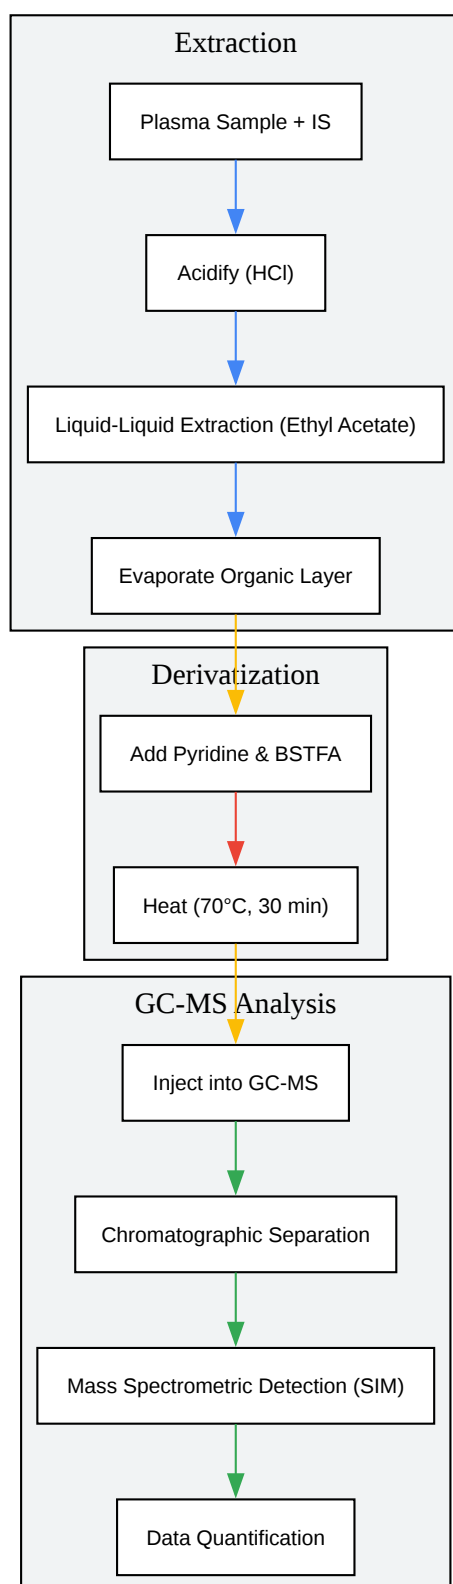 Extraction
Plasma Sample + IS
Acidify (HCl)
Liquid-Liquid Extraction (Ethyl Acetate)
Evaporate Organic Layer
Derivatization
Add Pyridine & BSTFA
Heat (70°C, 30 min)
GC-MS Analysis
Inject into GC-MS
Chromatographic Separation
Mass Spectrometric Detection (SIM)
Data Quantification